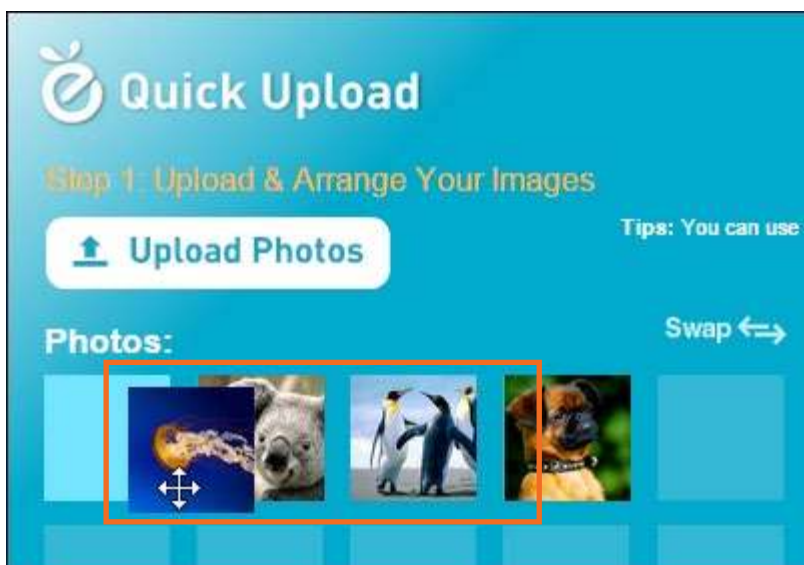 Quick Upload
Step 1: Upload & Arrange Your Images
Upload Photos
Tips: You can use
Photos:
Swap